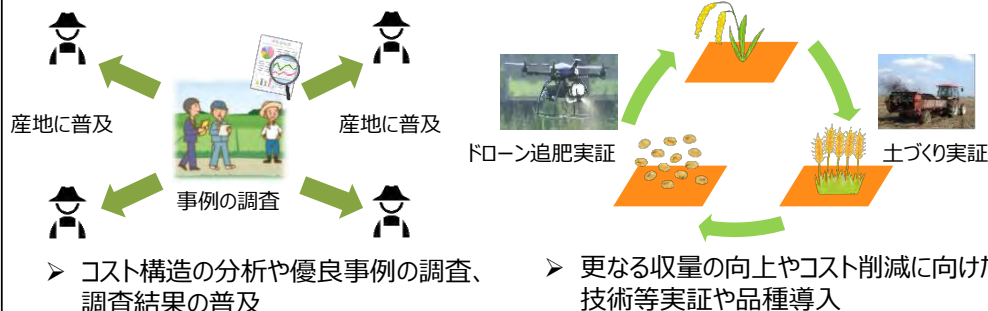 産地に普及
産地に普及
事例の調査
➢ コスト構造の分析や優良事例の調査、
調査結果の普及
ドローン追肥実証
土づくり実証
➢ 更なる収量の向上やコスト削減に向けた
技術等実証や品種導入